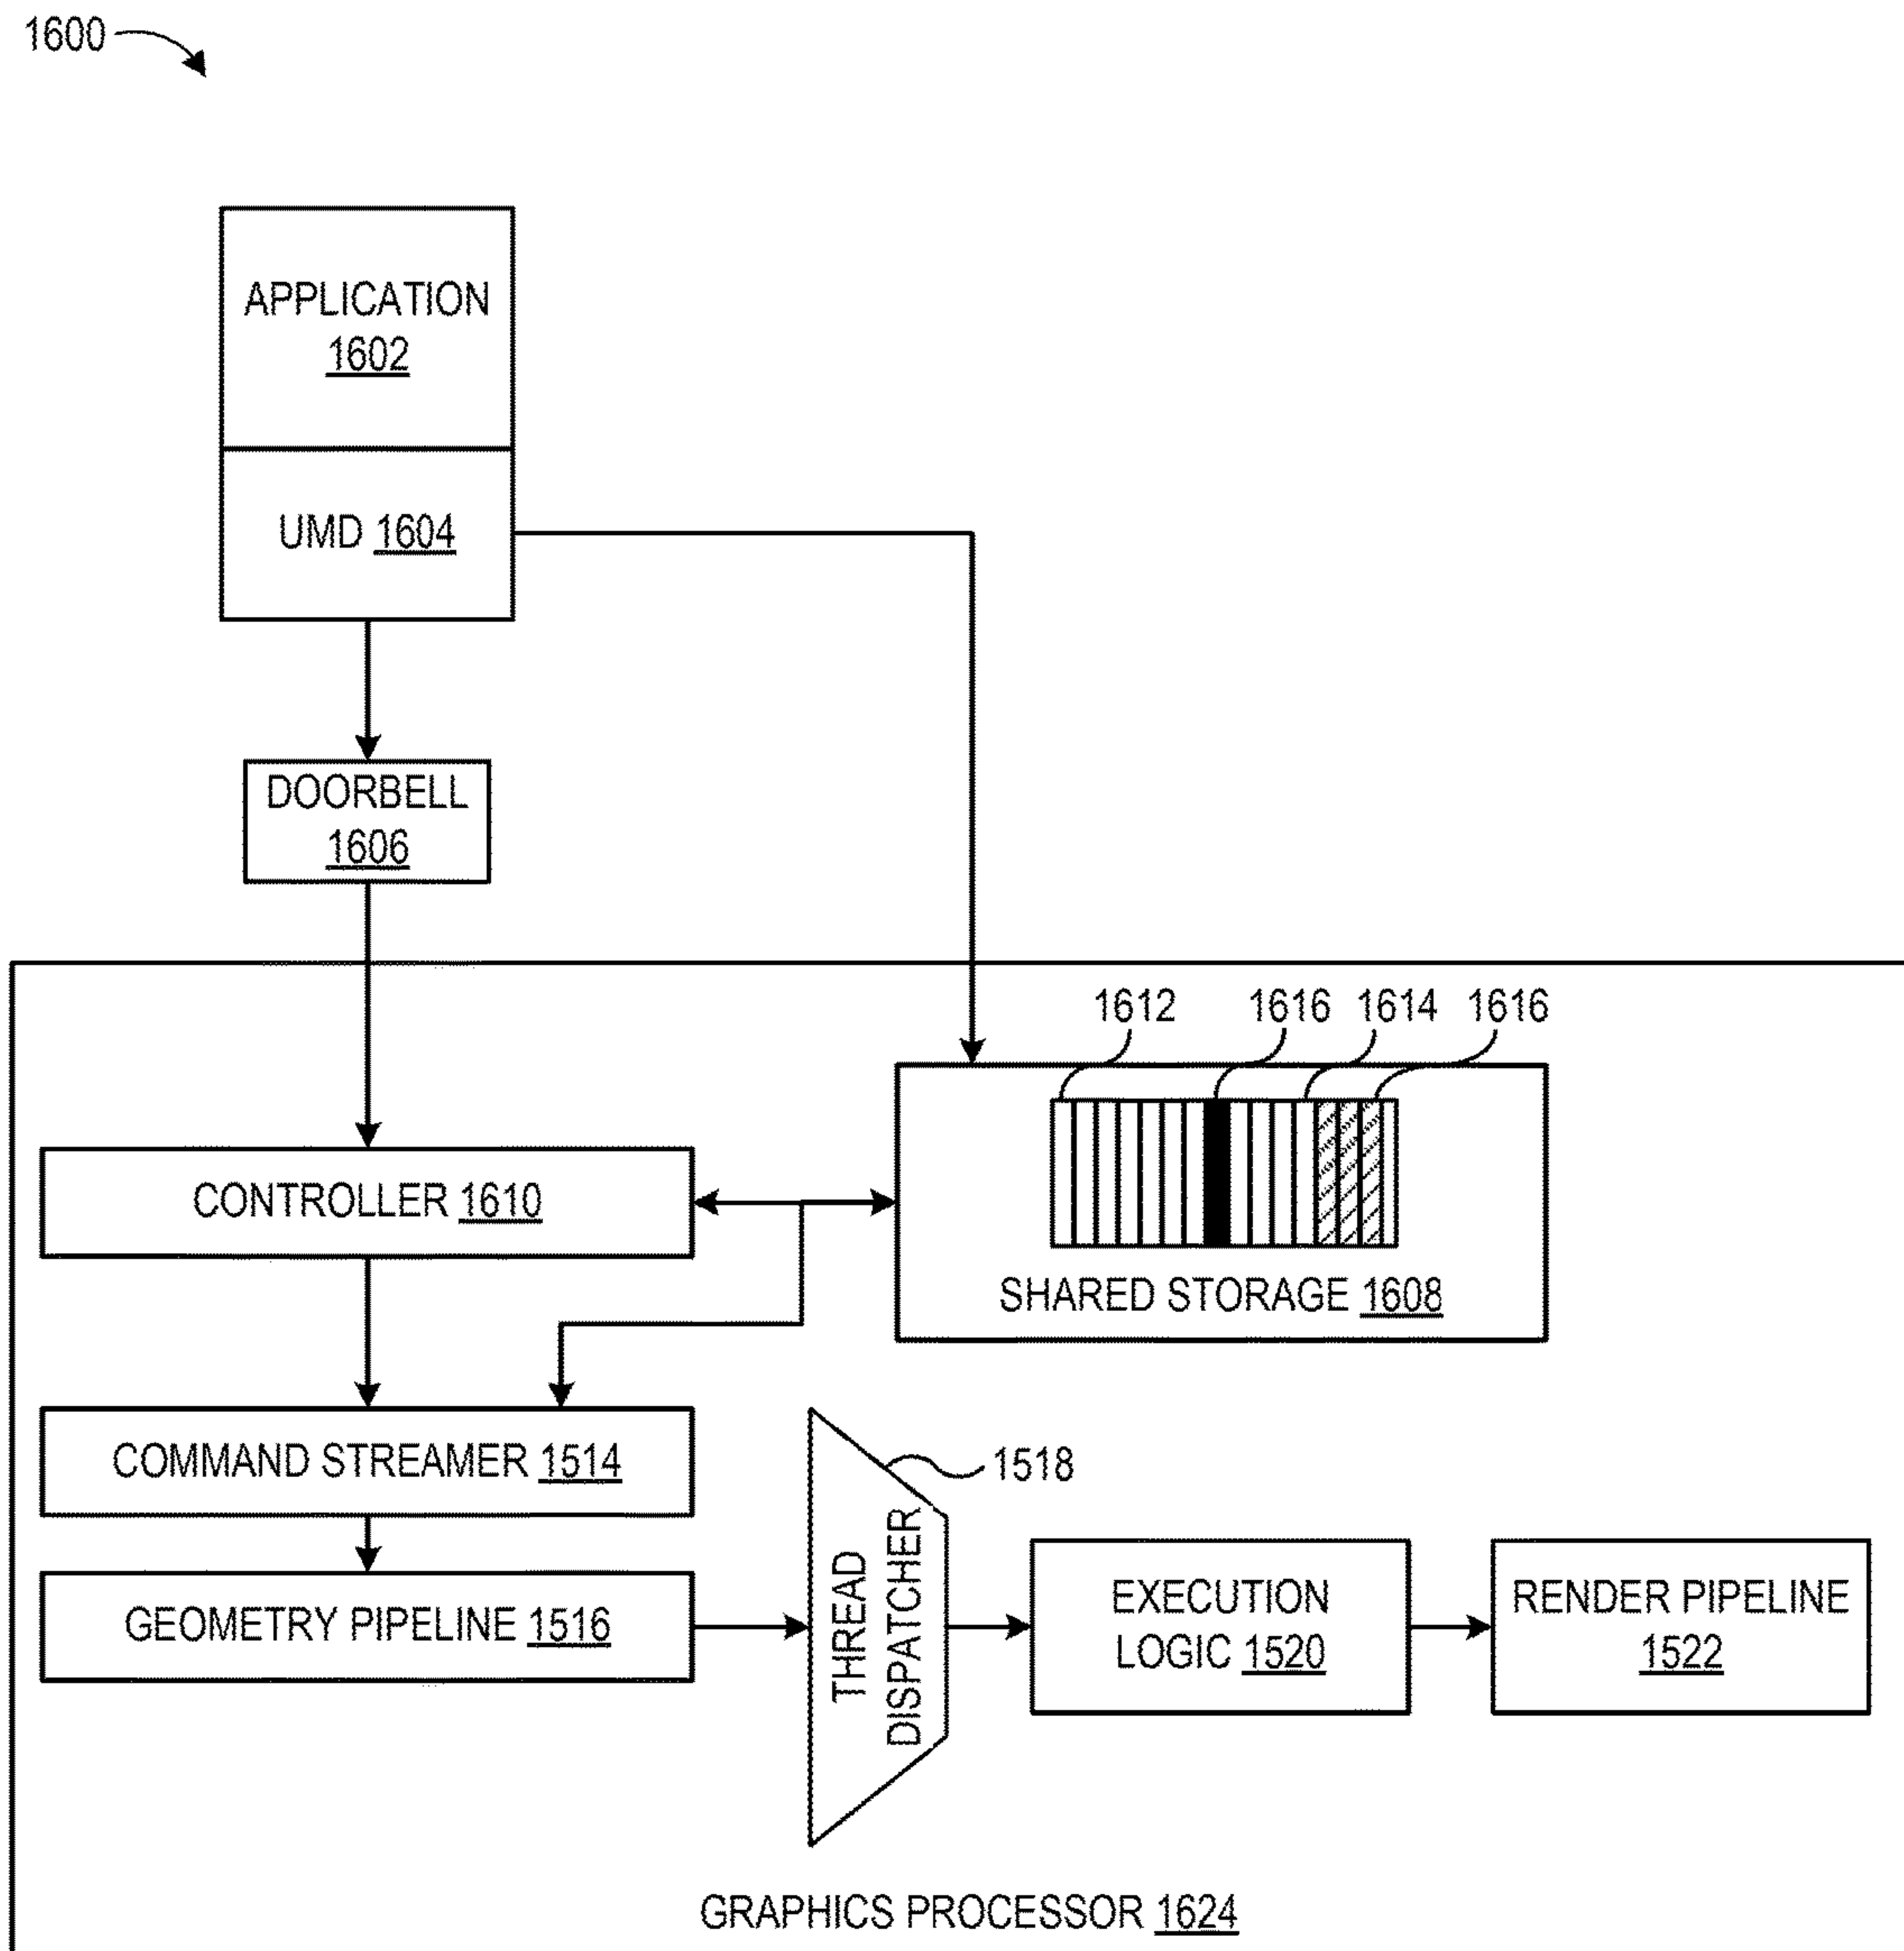 1600
APPLICATION
1602
UMD 1604
DOORBELL
1606
1612 1616 1614 1616
CONTROLLER 1610
SHARED STORAGE 1608
COMMAND STREAMER 1514
1518
GEOMETRY PIPELINE 1516
THREAD
DISPATCHER
EXECUTION
LOGIC 1520
RENDER PIPELINE
1522
GRAPHICS PROCESSOR 1624